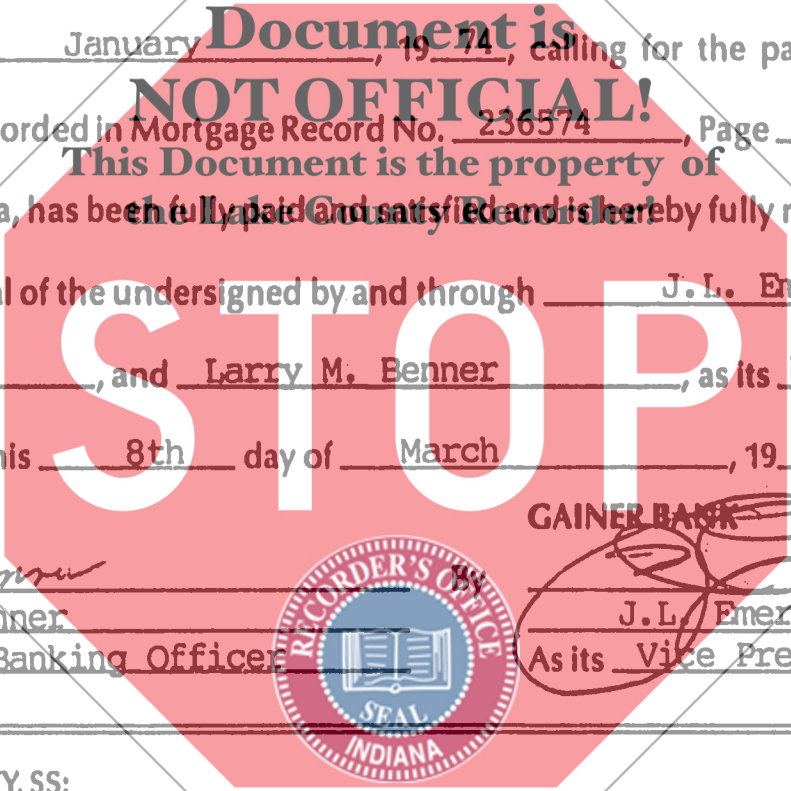 January, 19 74, calling for the pa
Document is
NOT OFFICIAL!
orded in Mortgage Record No. 236574, Page
This Document is the property of
the Lake County Recorder!
a, has been fully paid and satisfied and is hereby fully r
al of the undersigned by and through J.L. Em
STOP
, and Larry M. Benner, as its
his 8th day of March, 19
GAINER BANK
By
nner
J.L. Emer
Banking Officer
As its Vice Pre
RECORDER'S OFFICE
SEAL
INDIANA
Y, SS: